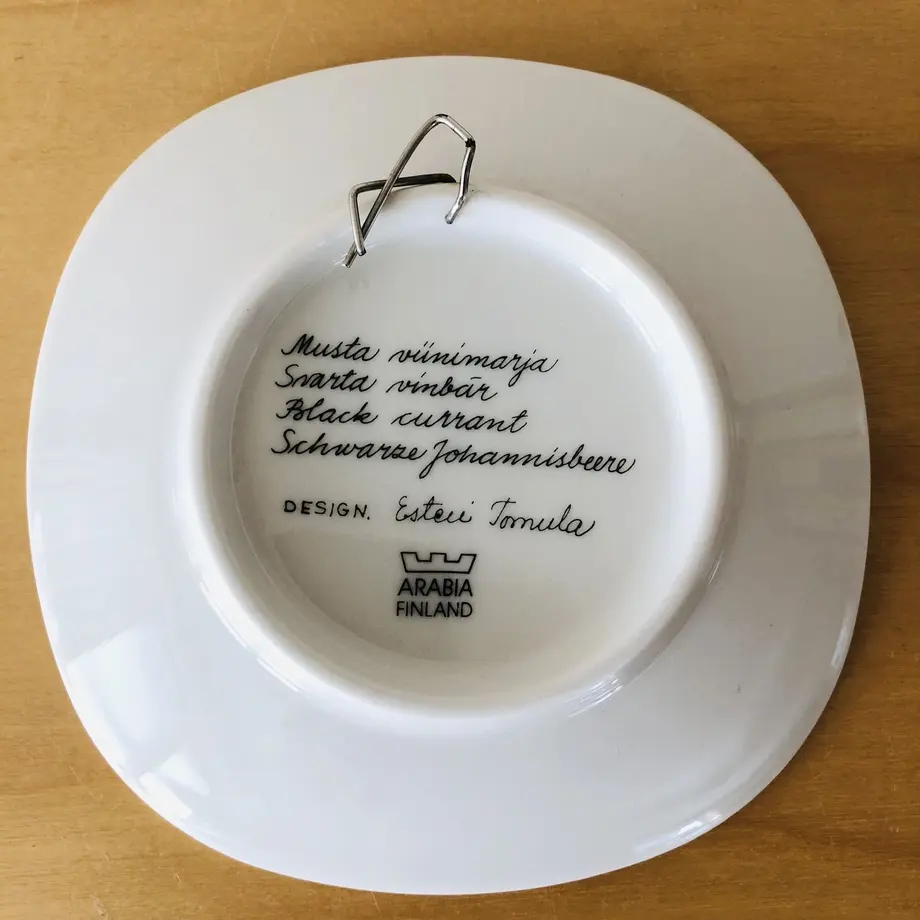 Musta viinimarja
Svarta vinbär
Black currant
Schwarze Johannisbeere
DESIGN. Esteri Tomula
ARABIA
FINLAND